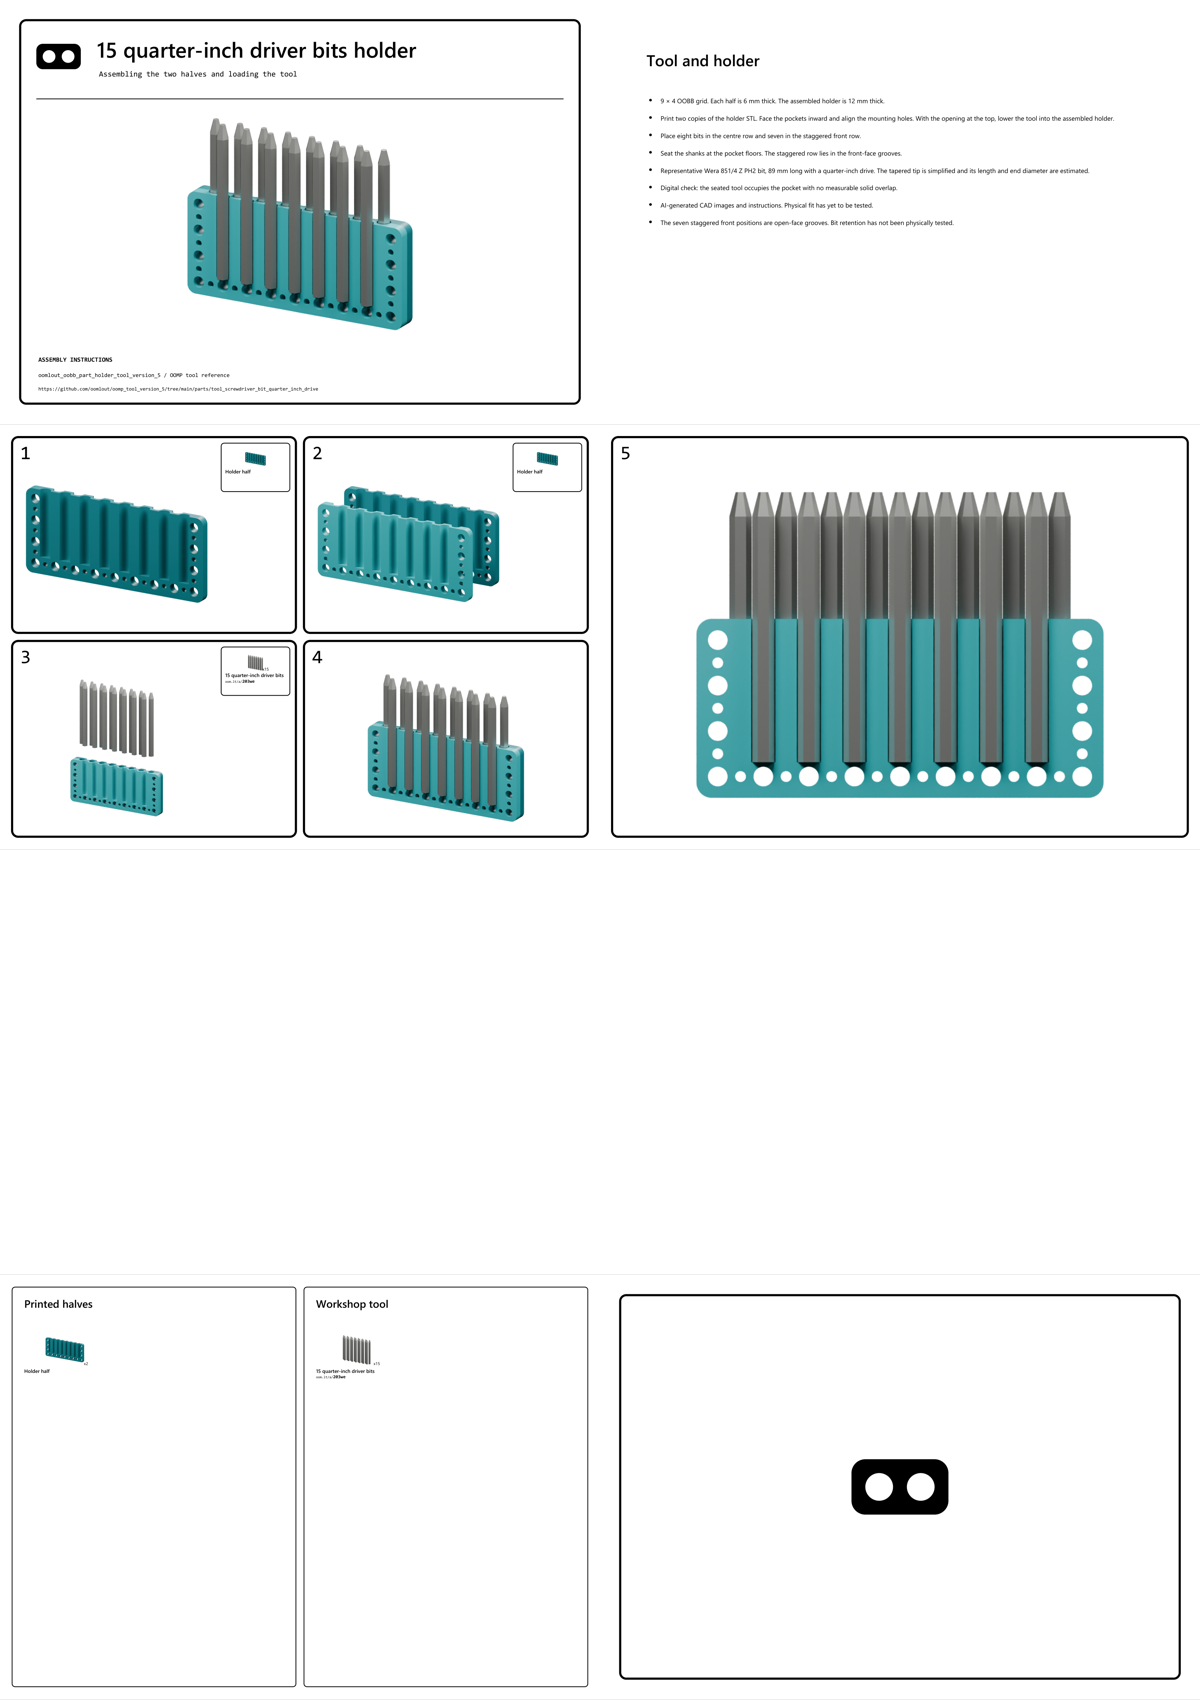 15 quarter-inch driver bits holder
Assembling the two halves and loading the tool
ASSEMBLY INSTRUCTIONS
oomlout_oobb_part_holder_tool_version_5 / OOMP tool reference
https://github.com/oomlout/oomp_tool_version_5/tree/main/parts/tool_screwdriver_bit_quarter_inch_drive
Tool and holder
• 9 × 4 OOBB grid. Each half is 6 mm thick. The assembled holder is 12 mm thick.
• Print two copies of the holder STL. Face the pockets inward and align the mounting holes. With the opening at the top, lower the tool into the assembled holder.
• Place eight bits in the centre row and seven in the staggered front row.
• Seat the shanks at the pocket floors. The staggered row lies in the front-face grooves.
• Representative Wera 851/4 Z PH2 bit, 89 mm long with a quarter-inch drive. The tapered tip is simplified and its length and end diameter are estimated.
• Digital check: the seated tool occupies the pocket with no measurable solid overlap.
• AI-generated CAD images and instructions. Physical fit has yet to be tested.
• The seven staggered front positions are open-face grooves. Bit retention has not been physically tested.
1
Holder half
2
Holder half
3
x15
15 quarter-inch driver bits
oom.lt/a/203we
4
5
Printed halves
x2
Holder half
Workshop tool
x15
15 quarter-inch driver bits
oom.lt/a/203we